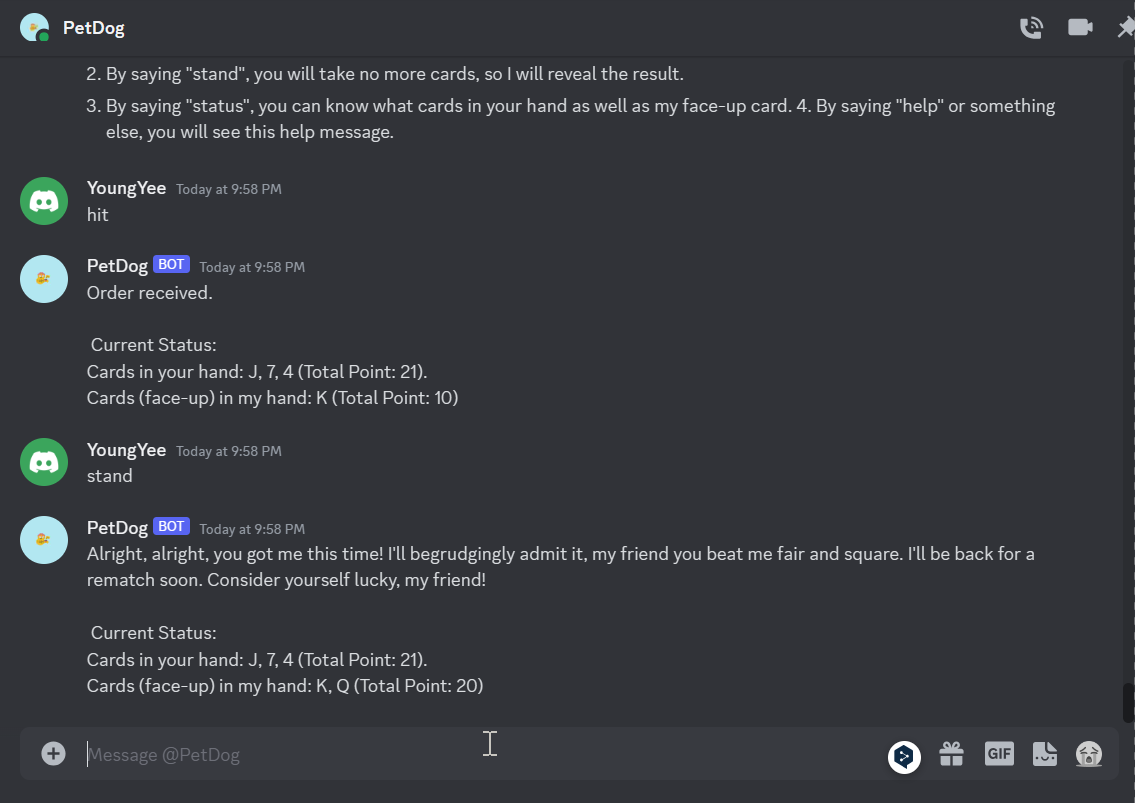 PetDog
2. By saying "stand", you will take no more cards, so I will reveal the result.
3. By saying "status", you can know what cards in your hand as well as my face-up card. 4. By saying "help" or something
else, you will see this help message.
YoungYee Today at 9:58 PM
hit
PetDog BOT Today at 9:58 PM
Order received.
Current Status:
Cards in your hand: J, 7, 4 (Total Point: 21).
Cards (face-up) in my hand: K (Total Point: 10)
YoungYee Today at 9:58 PM
stand
PetDog BOT Today at 9:58 PM
Alright, alright, you got me this time! I'll begrudgingly admit it, my friend you beat me fair and square. I'll be back for a
rematch soon. Consider yourself lucky, my friend!
Current Status:
Cards in your hand: J, 7, 4 (Total Point: 21).
Cards (face-up) in my hand: K, Q (Total Point: 20)
Message @PetDog
GIF